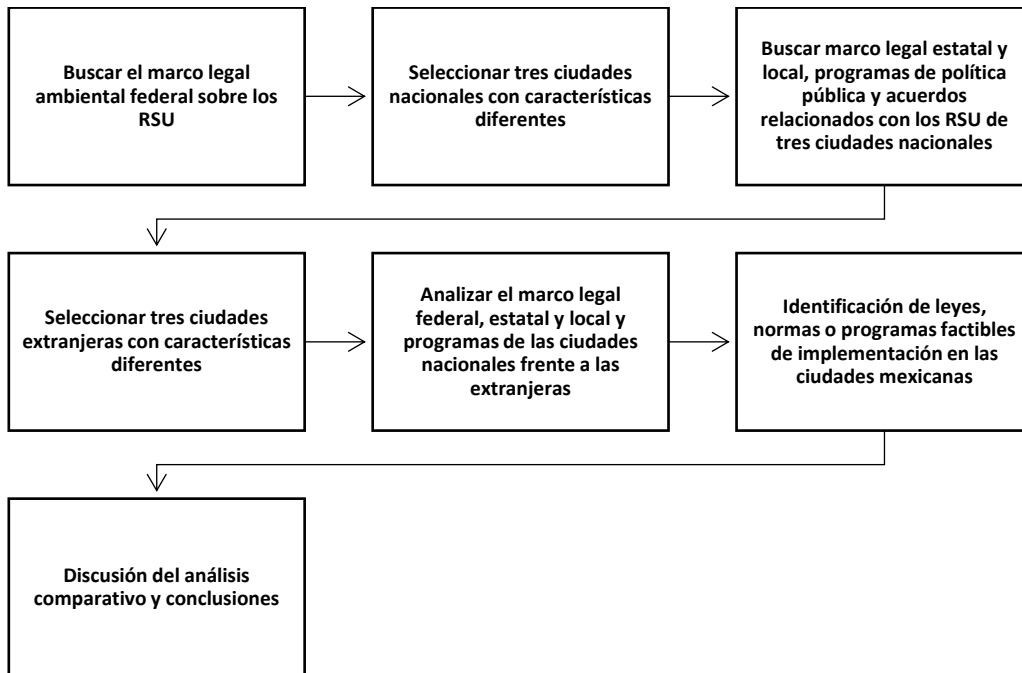 Buscar el marco legal
ambiental federal sobre los
RSU
Seleccionar tres ciudades
nacionales con características
diferentes
Buscar marco legal estatal y
local, programas de política
pública y acuerdos
relacionados con los RSU de
tres ciudades nacionales
Seleccionar tres ciudades
extranjeras con características
diferentes
Analizar el marco legal
federal, estatal y local y
programas de las ciudades
nacionales frente a las
extranjeras
Identificación de leyes,
normas o programas factibles
de implementación en las
ciudades mexicanas
Discusión del análisis
comparativo y conclusiones